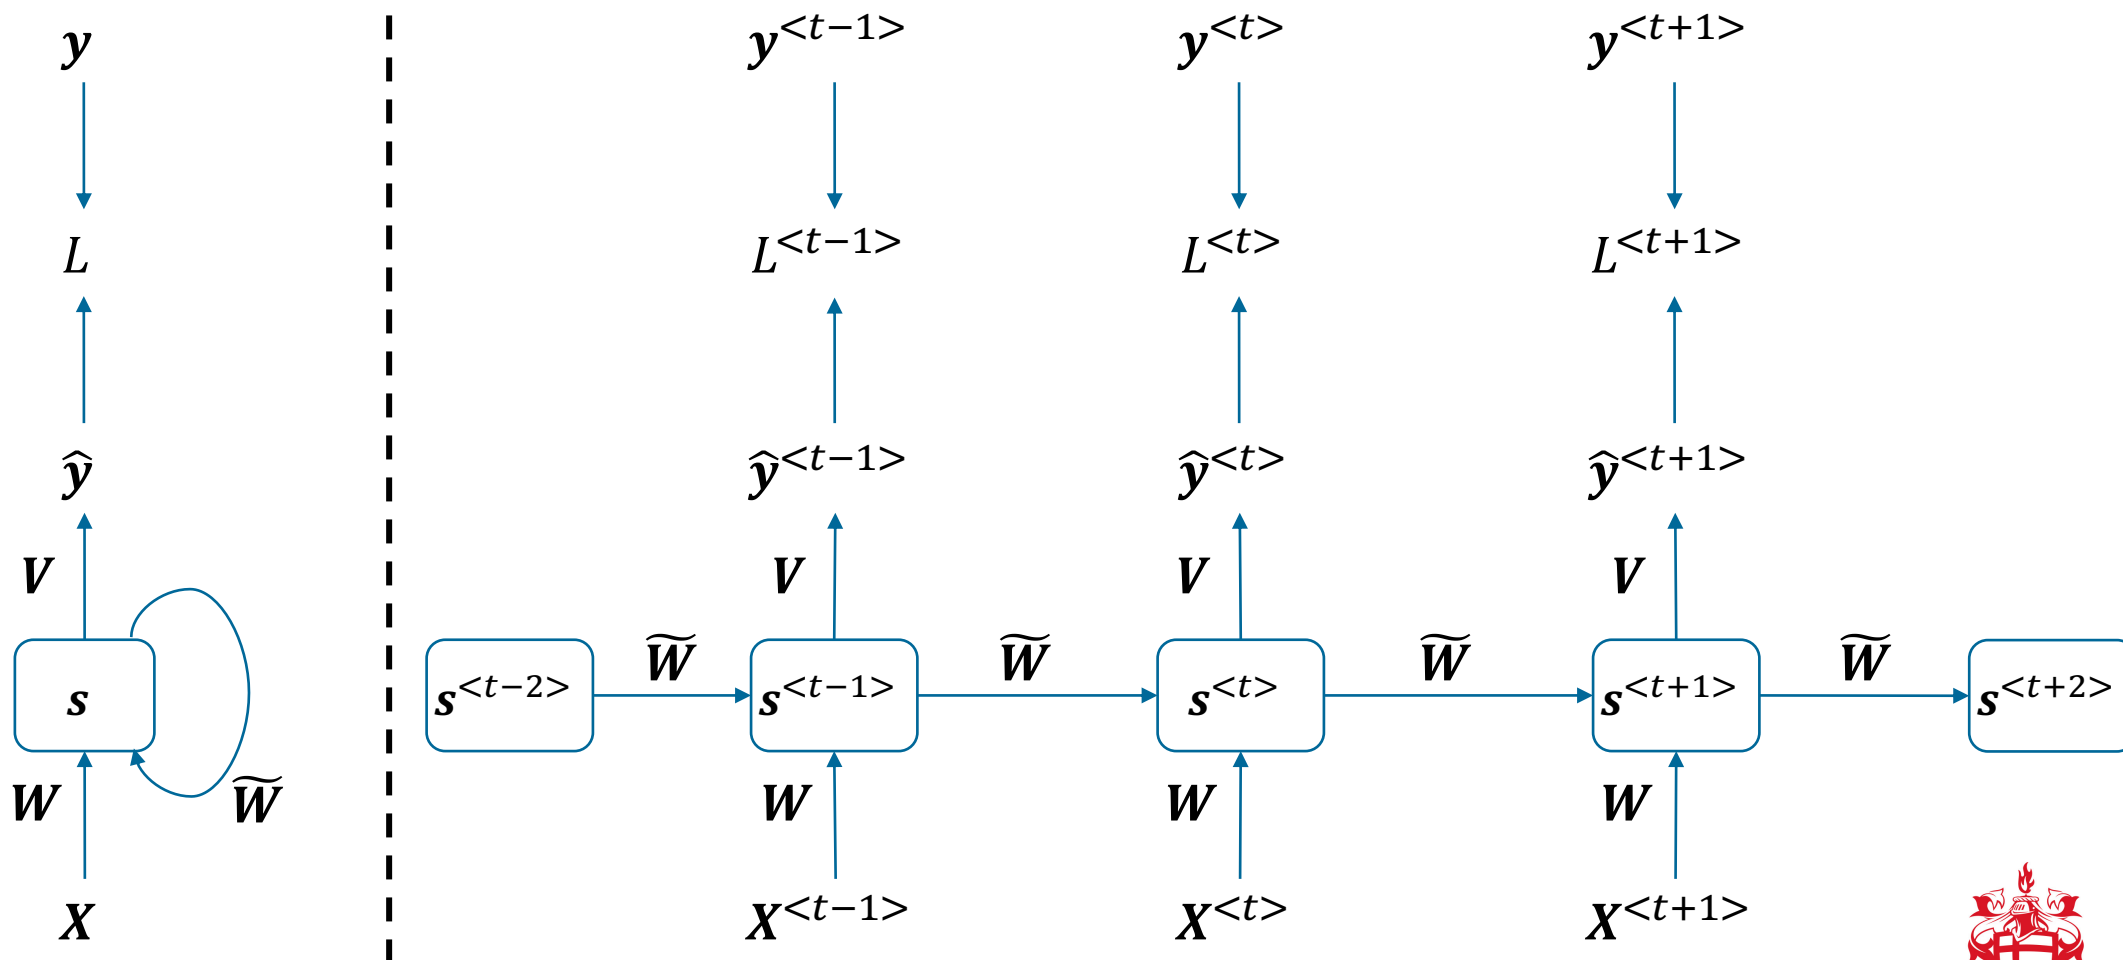 y y<t−1> y<t> y<t+1>
L L<t−1> L<t> L<t+1>
ŷ ŷ<t−1> ŷ<t> ŷ<t+1>
V V V V
W̃ W̃ W̃ W̃
s s<t−2> s<t−1> s<t> s<t+1> s<t+2>
W W̃ W W W
X X<t−1> X<t> X<t+1>